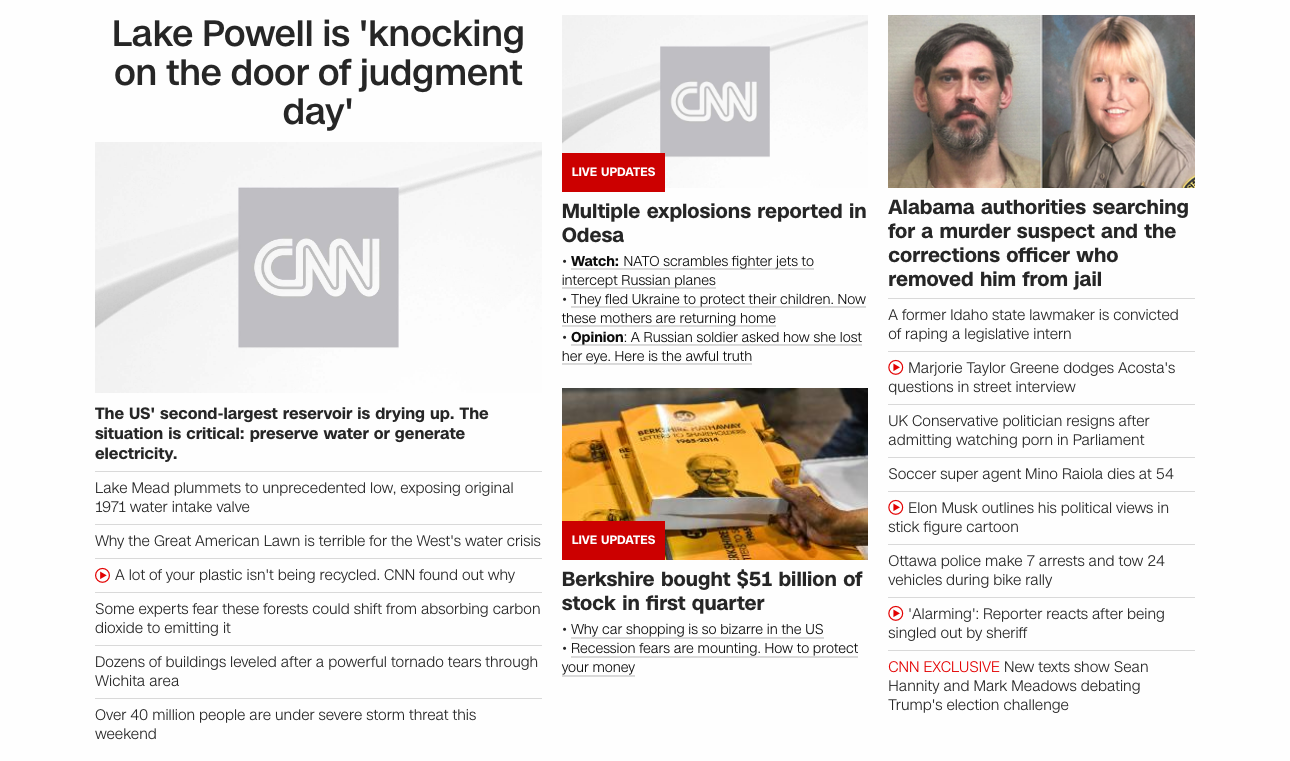 Lake Powell is 'knocking
on the door of judgment
day'
CNN
The US' second-largest reservoir is drying up. The
situation is critical: preserve water or generate
electricity.
Lake Mead plummets to unprecedented low, exposing original
1971 water intake valve
Why the Great American Lawn is terrible for the West's water crisis
A lot of your plastic isn't being recycled. CNN found out why
Some experts fear these forests could shift from absorbing carbon
dioxide to emitting it
Dozens of buildings leveled after a powerful tornado tears through
Wichita area
Over 40 million people are under severe storm threat this
weekend
CNN
LIVE UPDATES
Multiple explosions reported in
Odesa
• Watch: NATO scrambles fighter jets to
intercept Russian planes
• They fled Ukraine to protect their children. Now
these mothers are returning home
• Opinion: A Russian soldier asked how she lost
her eye. Here is the awful truth
BERKSHIRE HATHAWAY
LETTERS TO SHAREHOLDERS
1965-2014
LIVE UPDATES
Berkshire bought $51 billion of
stock in first quarter
• Why car shopping is so bizarre in the US
• Recession fears are mounting. How to protect
your money
Alabama authorities searching
for a murder suspect and the
corrections officer who
removed him from jail
A former Idaho state lawmaker is convicted
of raping a legislative intern
Marjorie Taylor Greene dodges Acosta's
questions in street interview
UK Conservative politician resigns after
admitting watching porn in Parliament
Soccer super agent Mino Raiola dies at 54
Elon Musk outlines his political views in
stick figure cartoon
Ottawa police make 7 arrests and tow 24
vehicles during bike rally
'Alarming': Reporter reacts after being
singled out by sheriff
CNN EXCLUSIVE New texts show Sean
Hannity and Mark Meadows debating
Trump's election challenge